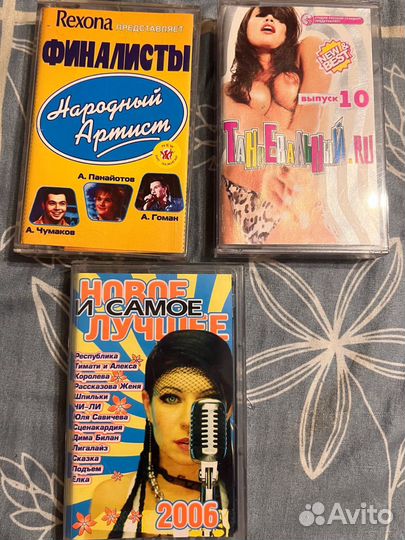 Rexona ПРЕДСТАВЛЯЕТ
ФИНАЛИСТЫ
Народный
Артист
А. Панайотов
А. Чумаков
А. Гоман
NEW &
BEST
выпуск 10
ТАНЦЕВАЛЬНЫЙ.RU
НОВОЕ
И САМОЕ
ЛУЧШЕЕ
Республика
Тимати и Алекса
Королева
Рассказова Женя
Шпильки
ЧИ-ЛИ
Юля Савичева
Сценакардия
Дима Билан
Лигалайз
Сказка
Подъем
Елка
2006
Avito